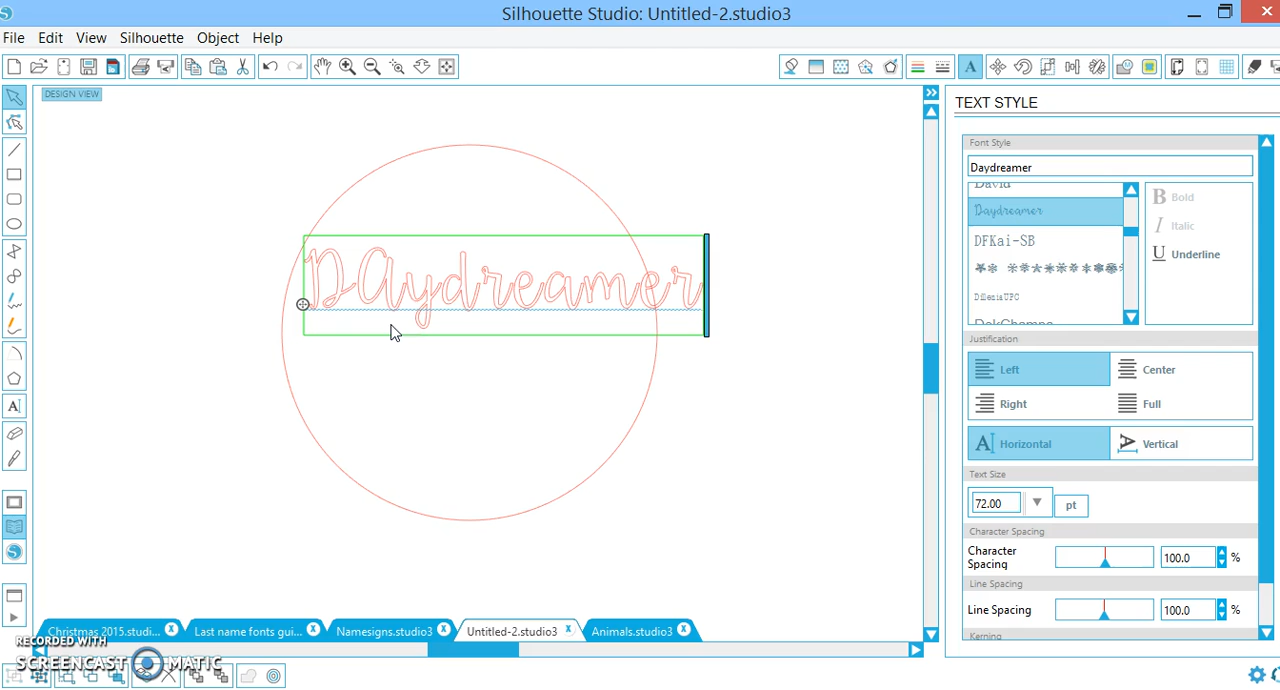 Silhouette Studio: Untitled-2.studio3
File Edit View Silhouette Object Help
DESIGN VIEW
DAydreamer
TEXT STYLE
Font Style
Daydreamer
David
Daydreamer
DFKai-SB
DilleniaUPC
DokChampa
B Bold
I Italic
U Underline
Justification
Left Center
Right Full
Horizontal Vertical
Text Size
72.00 pt
Character Spacing
Character Spacing 100.0 %
Line Spacing
Line Spacing 100.0 %
Kerning
Christmas 2015.studi... Last name fonts gui... Namesigns.studio3 Untitled-2.studio3 Animals.studio3
RECORDED WITH
SCREENCAST MATIC